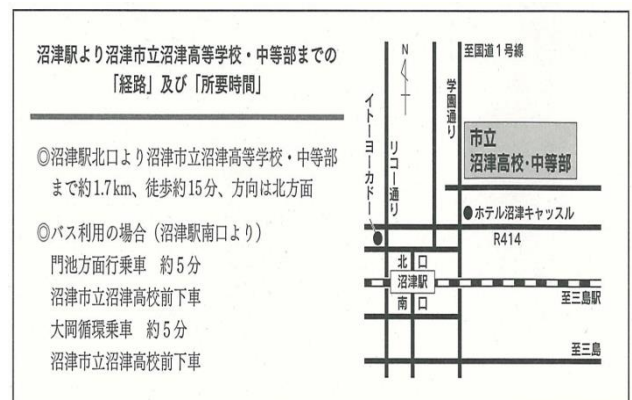 沼津駅より沼津市立沼津高等学校・中等部までの
「経路」及び「所要時間」
◎沼津駅北口より沼津市立沼津高等学校・中等部
まで約1.7km、徒歩約15分、方向は北方面
◎バス利用の場合（沼津駅南口より）
門池方面行乗車 約5分
沼津市立沼津高校前下車
大岡循環乗車 約5分
沼津市立沼津高校前下車
N
至国道1号線
学園通り
イトーヨーカドー
リコー通り
市立
沼津高校・中等部
ホテル沼津キャッスル
R414
北口
沼津駅
南口
至三島駅
至三島